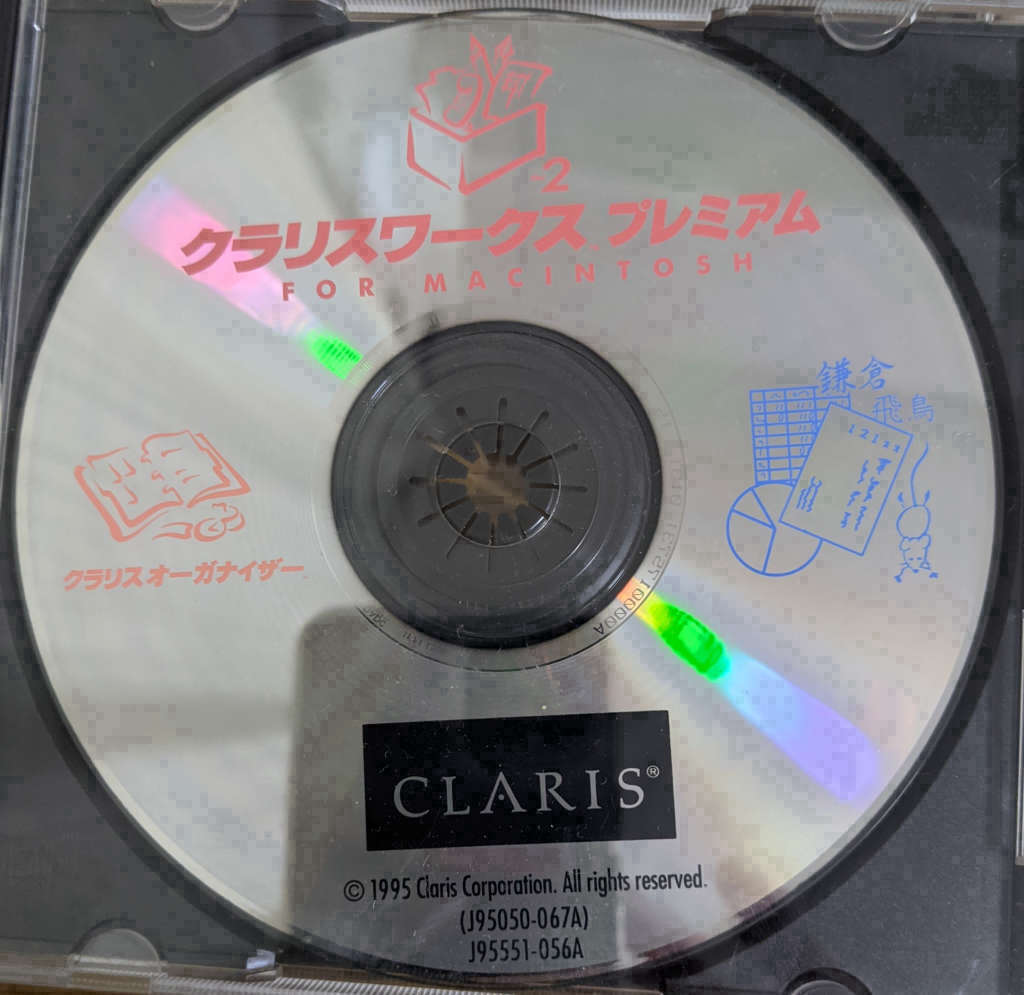 -2
クラリスワークス プレミアム
FOR MACINTOSH
鎌倉
飛鳥
12123
クラリスオーガナイザー
CLARIS®
© 1995 Claris Corporation. All rights reserved.
(J95050-067A)
J95551-056A